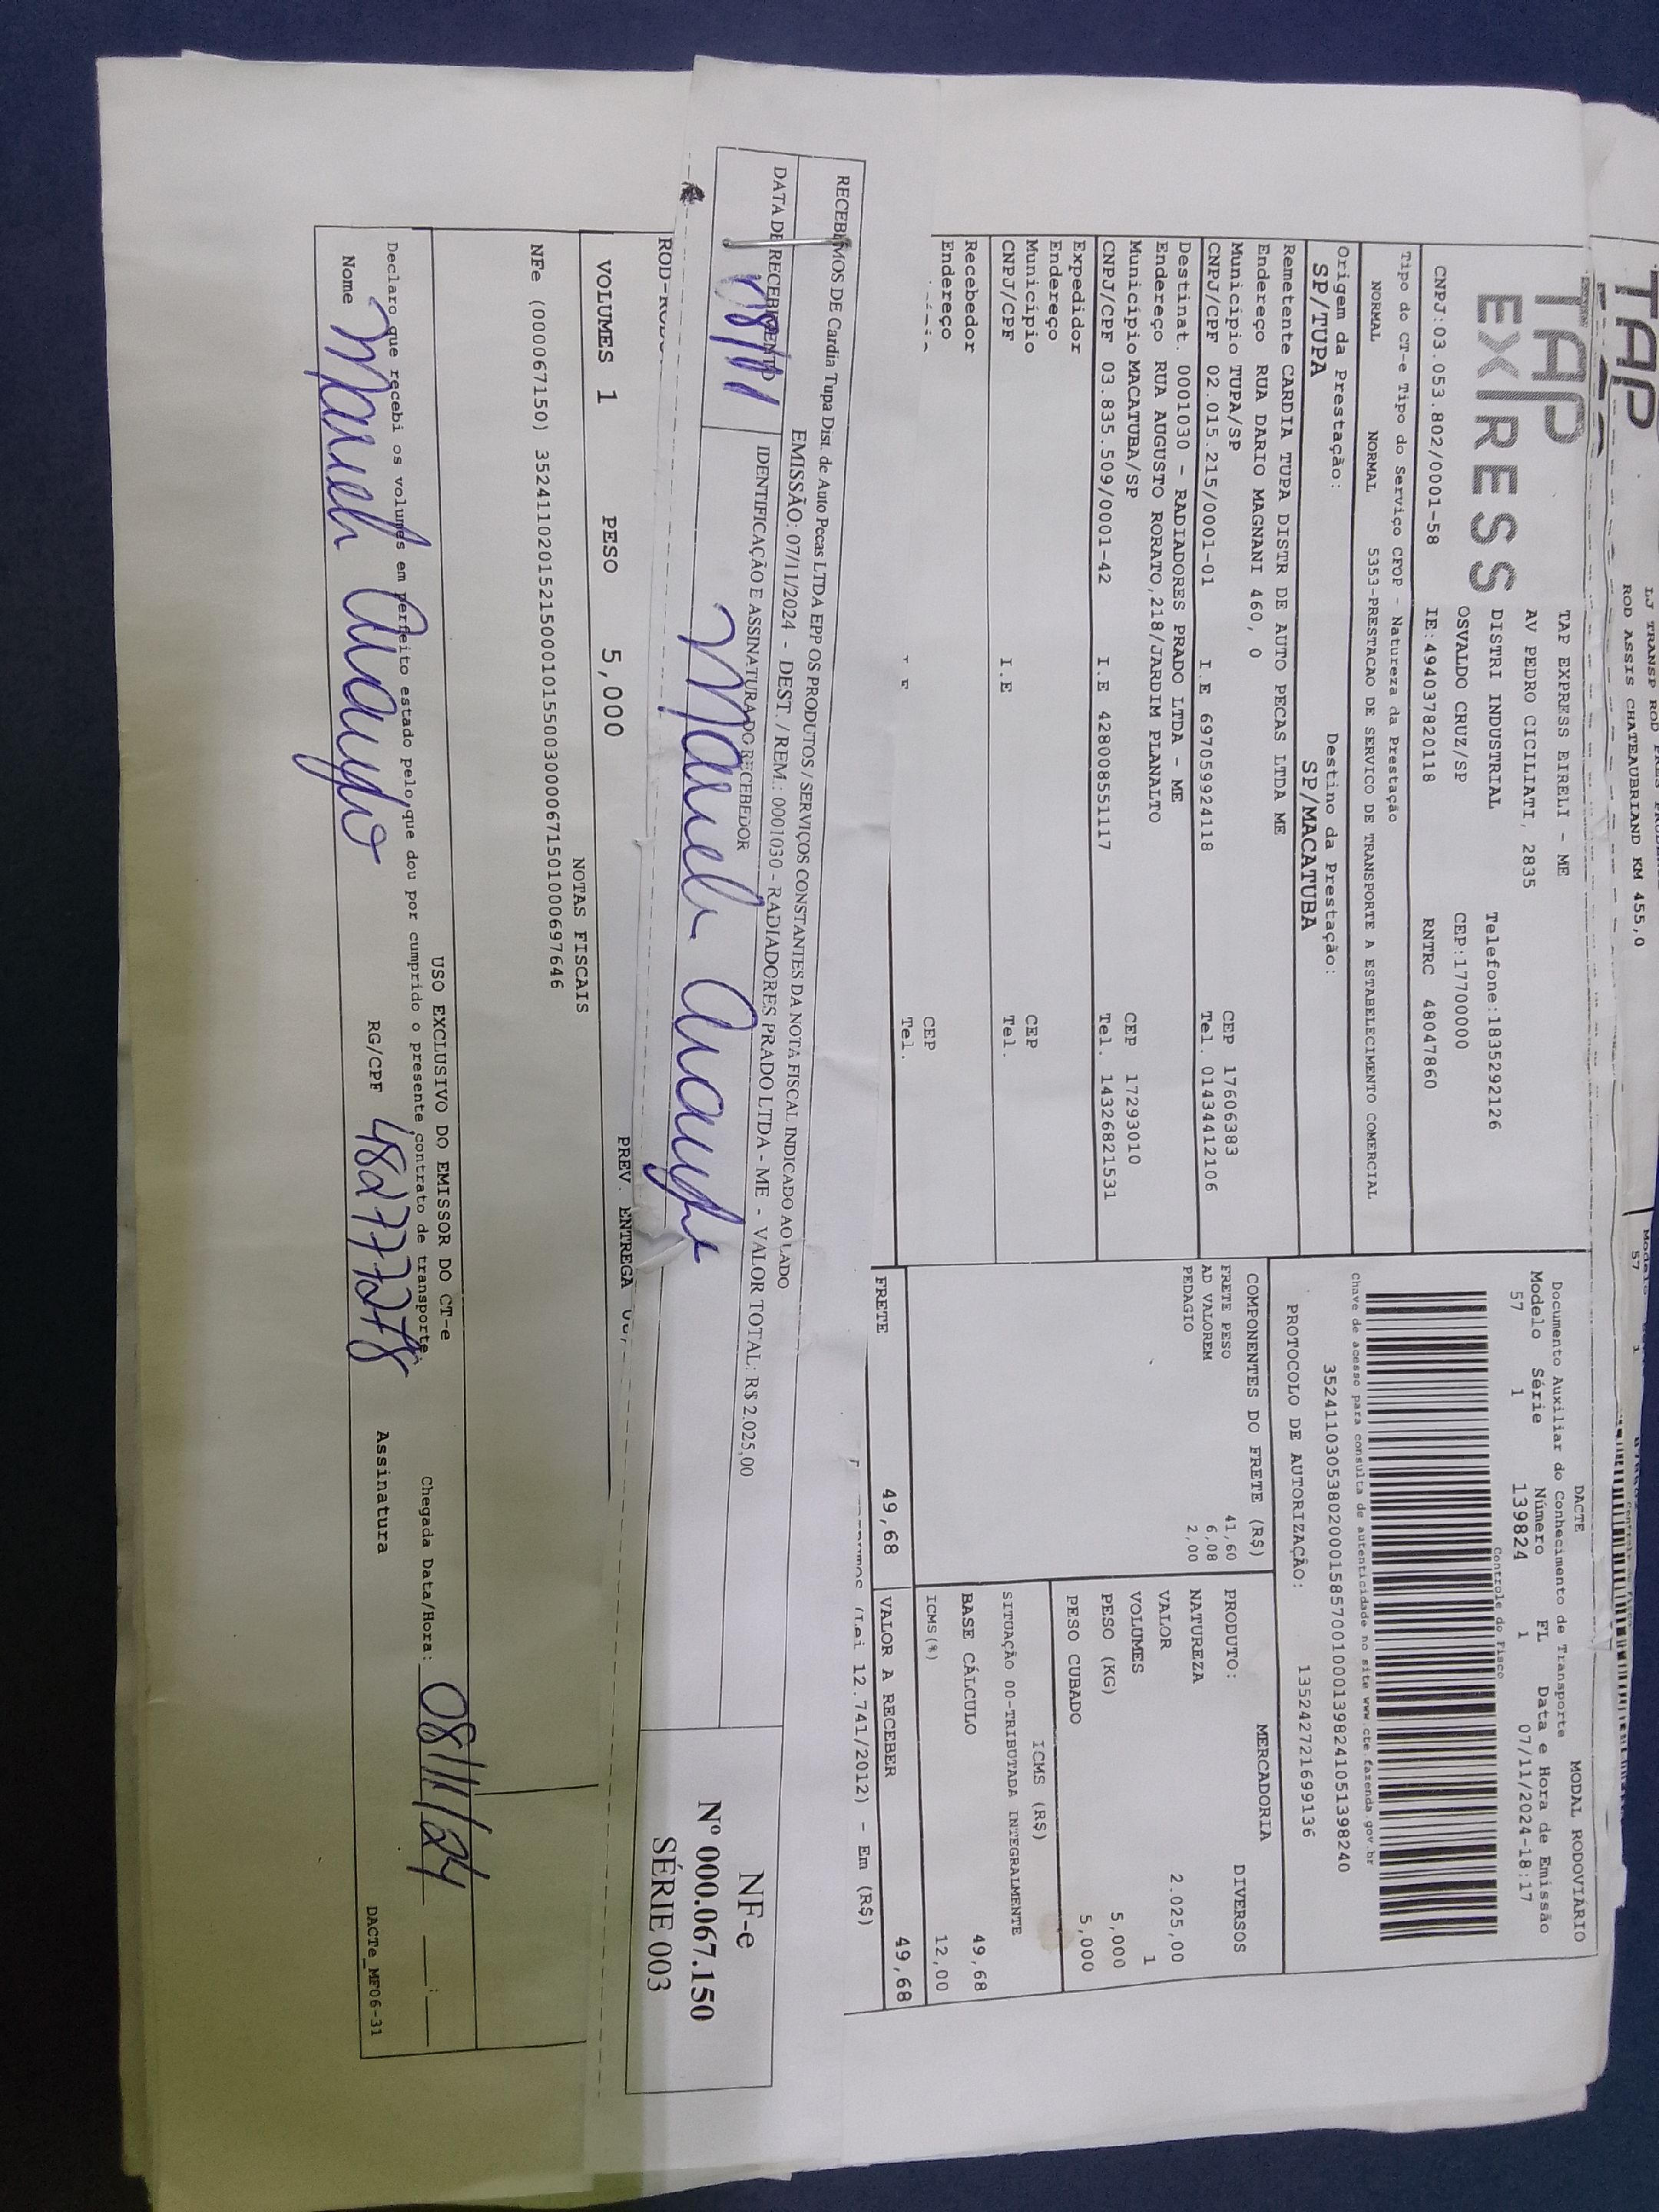 TAP
LJ TRANSP ROD
ROD ASSIS CHATEAUBRIAND KM 455,0
57 1
TAP
EXPRESS
TAP EXPRESS EIRELI - ME
AV PEDRO CICILIATI, 2835
DISTRI INDUSTRIAL Telefone:1835292126
OSVALDO CRUZ/SP CEP:17700000
CNPJ:03.053.802/0001-58 IE:494037820118 RNTRC 48047860
DACTE MODAL RODOVIÁRIO
Documento Auxiliar do Conhecimento de Transporte
Modelo Série Número FL Data e Hora de Emissão
57 1 139824 1 07/11/2024-18:17
Controle do Fisco
Chave de acesso para consulta de autenticidade no site www.cte.fazenda.gov.br
35241103053802000158570010001398241051398240
PROTOCOLO DE AUTORIZAÇÃO: 135242721699136
Tipo do CT-e Tipo do Serviço CFOP - Natureza da Prestação
NORMAL NORMAL 5353-PRESTACAO DE SERVICO DE TRANSPORTE A ESTABELECIMENTO COMERCIAL
Origem da Prestação: Destino da Prestação:
SP/TUPA SP/MACATUBA
Remetente CARDIA TUPA DISTR DE AUTO PECAS LTDA ME
Endereço RUA DARIO MAGNANI 460, 0
Município TUPA/SP CEP 17606383
CNPJ/CPF 02.015.215/0001-01 I.E 697059924118 Tel. 01434412106
Destinat. 0001030 - RADIADORES PRADO LTDA - ME
Endereço RUA AUGUSTO RORATO,218/JARDIM PLANALTO
Município MACATUBA/SP CEP 17293010
CNPJ/CPF 03.835.509/0001-42 I.E 428008551117 Tel. 14326821531
Expedidor
Endereço
Município CEP
CNPJ/CPF I.E Tel.
Recebedor
Endereço
CEP
Tel.
COMPONENTES DO FRETE (R$)
FRETE PESO 41,60
AD VALOREM 6,08
PEDAGIO 2,00
MERCADORIA
PRODUTO: DIVERSOS
NATUREZA
VALOR 2.025,00
VOLUMES 1
PESO (KG) 5,000
PESO CUBADO 5,000
ICMS (R$)
SITUAÇÃO 00-TRIBUTADA INTEGRALMENTE
BASE CÁLCULO 49,68
ICMS(%) 12,00
FRETE 49,68 VALOR A RECEBER 49,68
(Lei 12.741/2012) - Em (R$)
RECEBEMOS DE Cardia Tupa Dist. de Auto Pecas LTDA EPP OS PRODUTOS / SERVIÇOS CONSTANTES DA NOTA FISCAL INDICADO AO LADO
EMISSÃO: 07/11/2024 - DEST. / REM.: 0001030 - RADIADORES PRADO LTDA - ME - VALOR TOTAL: R$ 2.025,00
DATA DE RECEBIMENTO IDENTIFICAÇÃO E ASSINATURA DO RECEBEDOR
08/11
NF-e
Nº 000.067.150
SÉRIE 003
PREV. ENTREGA
VOLUMES 1 PESO 5,000
NOTAS FISCAIS
NFe (000067150) 35241102015215000101550030000671501000697646
USO EXCLUSIVO DO EMISSOR DO CT-e
Declaro que recebi os volumes em perfeito estado pelo que dou por cumprido o presente contrato de transporte.
Chegada Data/Hora: 08/11/24
Nome RG/CPF 482777278 Assinatura
DACTe_MF06-31